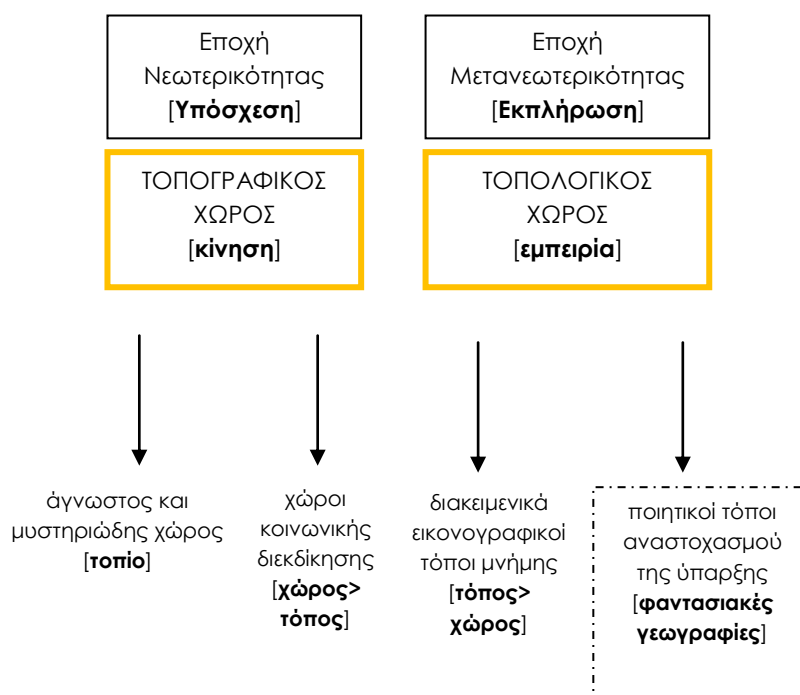 Εποχή
Νεωτερικότητας
[Υπόσχεση]
Εποχή
Μετανεωτερικότητας
[Εκπλήρωση]
ΤΟΠΟΓΡΑΦΙΚΟΣ
ΧΩΡΟΣ
[κίνηση]
ΤΟΠΟΛΟΓΙΚΟΣ
ΧΩΡΟΣ
[εμπειρία]
άγνωστος και
μυστηριώδης χώρος
[τοπίο]
χώροι
κοινωνικής
διεκδίκησης
[χώρος>
τόπος]
διακειμενικά
εικονογραφικοί
τόποι μνήμης
[τόπος>
χώρος]
ποιητικοί τόποι
αναστοχασμού
της ύπαρξης
[φαντασιακές
γεωγραφίες]